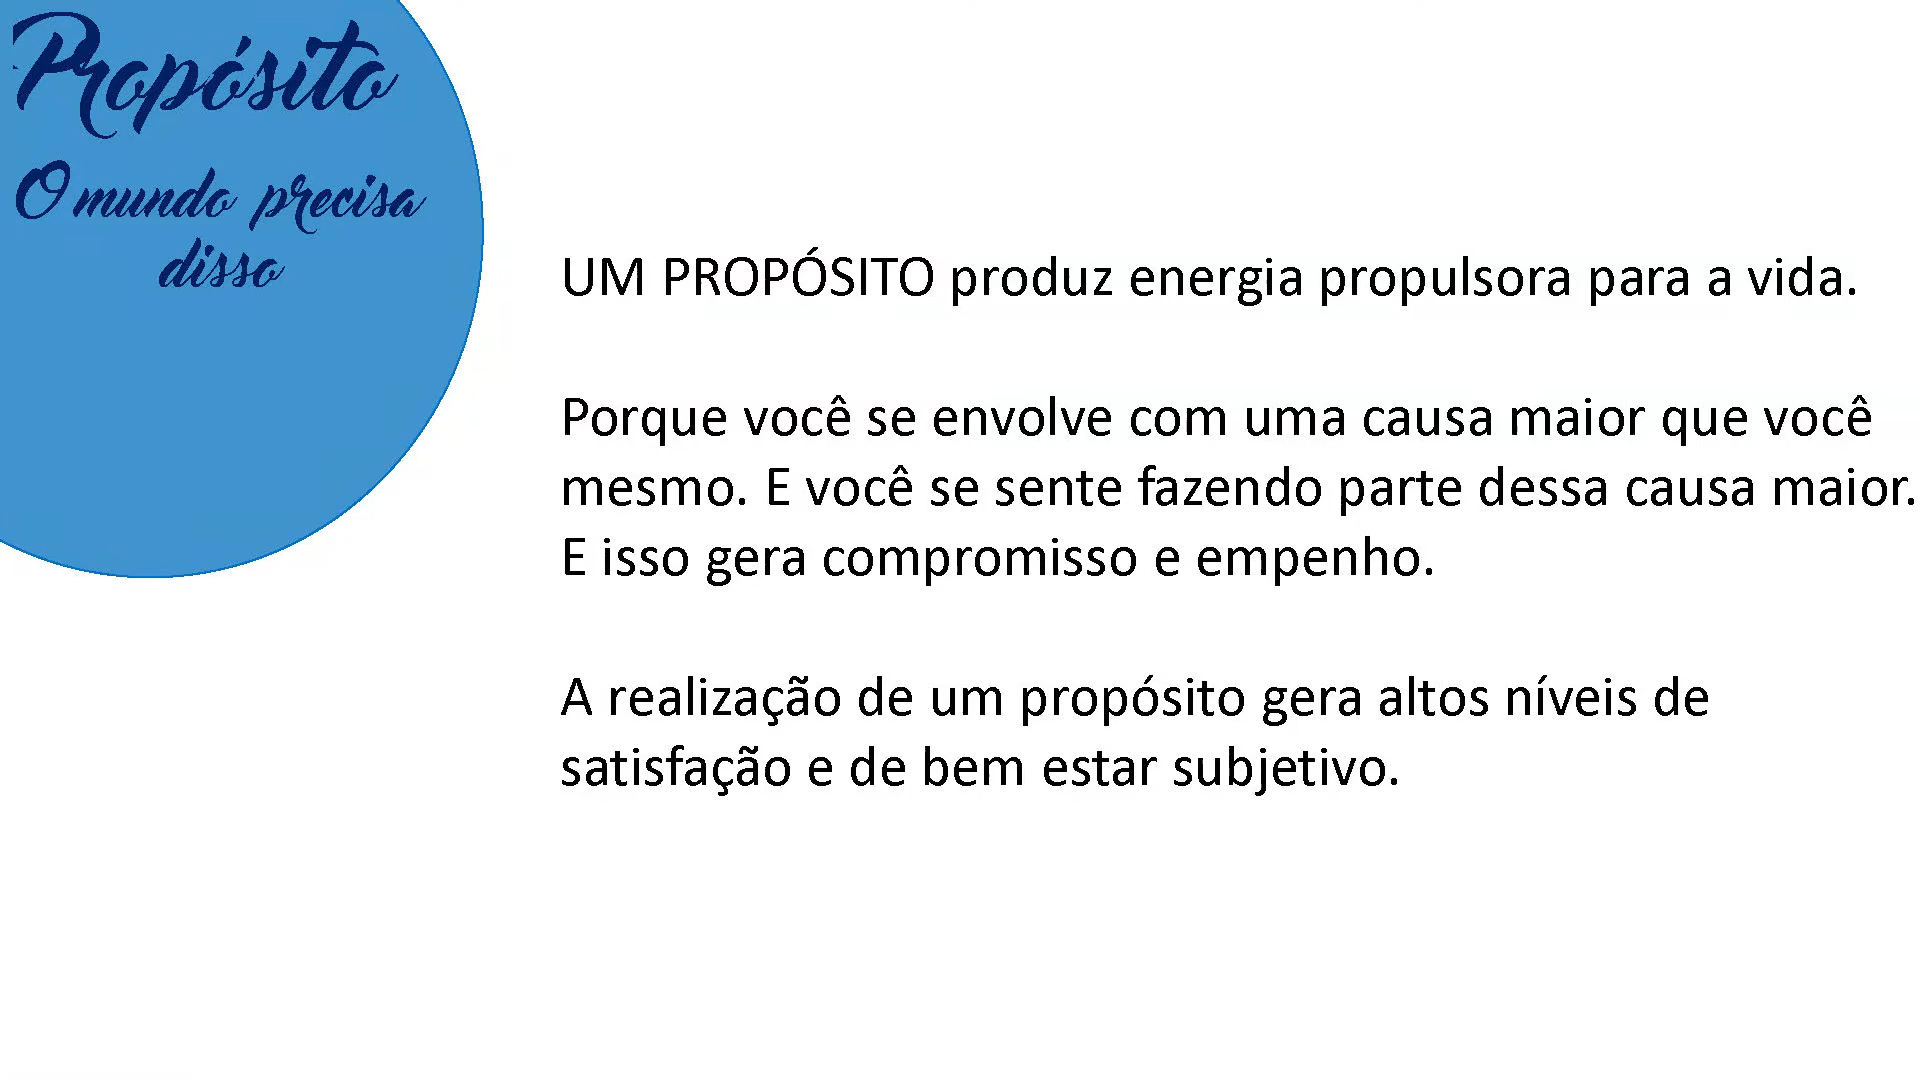 Propósito
O mundo precisa
disso
UM PROPÓSITO produz energia propulsora para a vida.
Porque você se envolve com uma causa maior que você
mesmo. E você se sente fazendo parte dessa causa maior.
E isso gera compromisso e empenho.
A realização de um propósito gera altos níveis de
satisfação e de bem estar subjetivo.